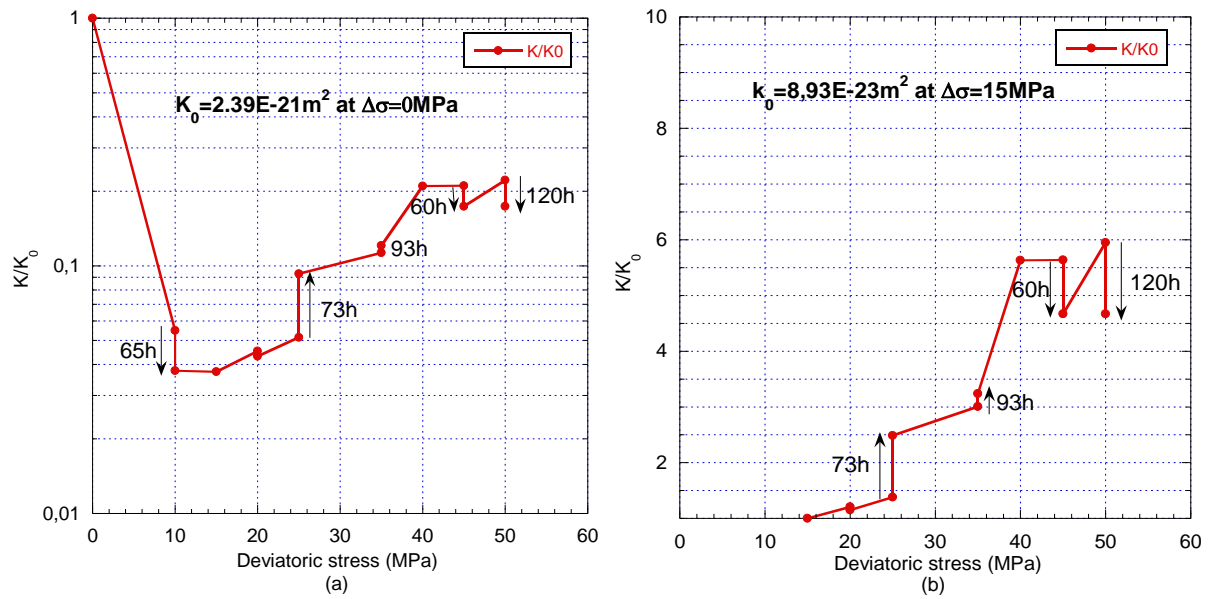 1
0,1
0,01
K/K₀
K/K0
K₀=2.39E-21m² at Δσ=0MPa
65h
73h
93h
60h
120h
0 10 20 30 40 50 60
Deviatoric stress (MPa)
(a)
10
8
6
4
2
K/K₀
K/K0
k₀=8,93E-23m² at Δσ=15MPa
73h
93h
60h
120h
0 10 20 30 40 50 60
Deviatoric stress (MPa)
(b)